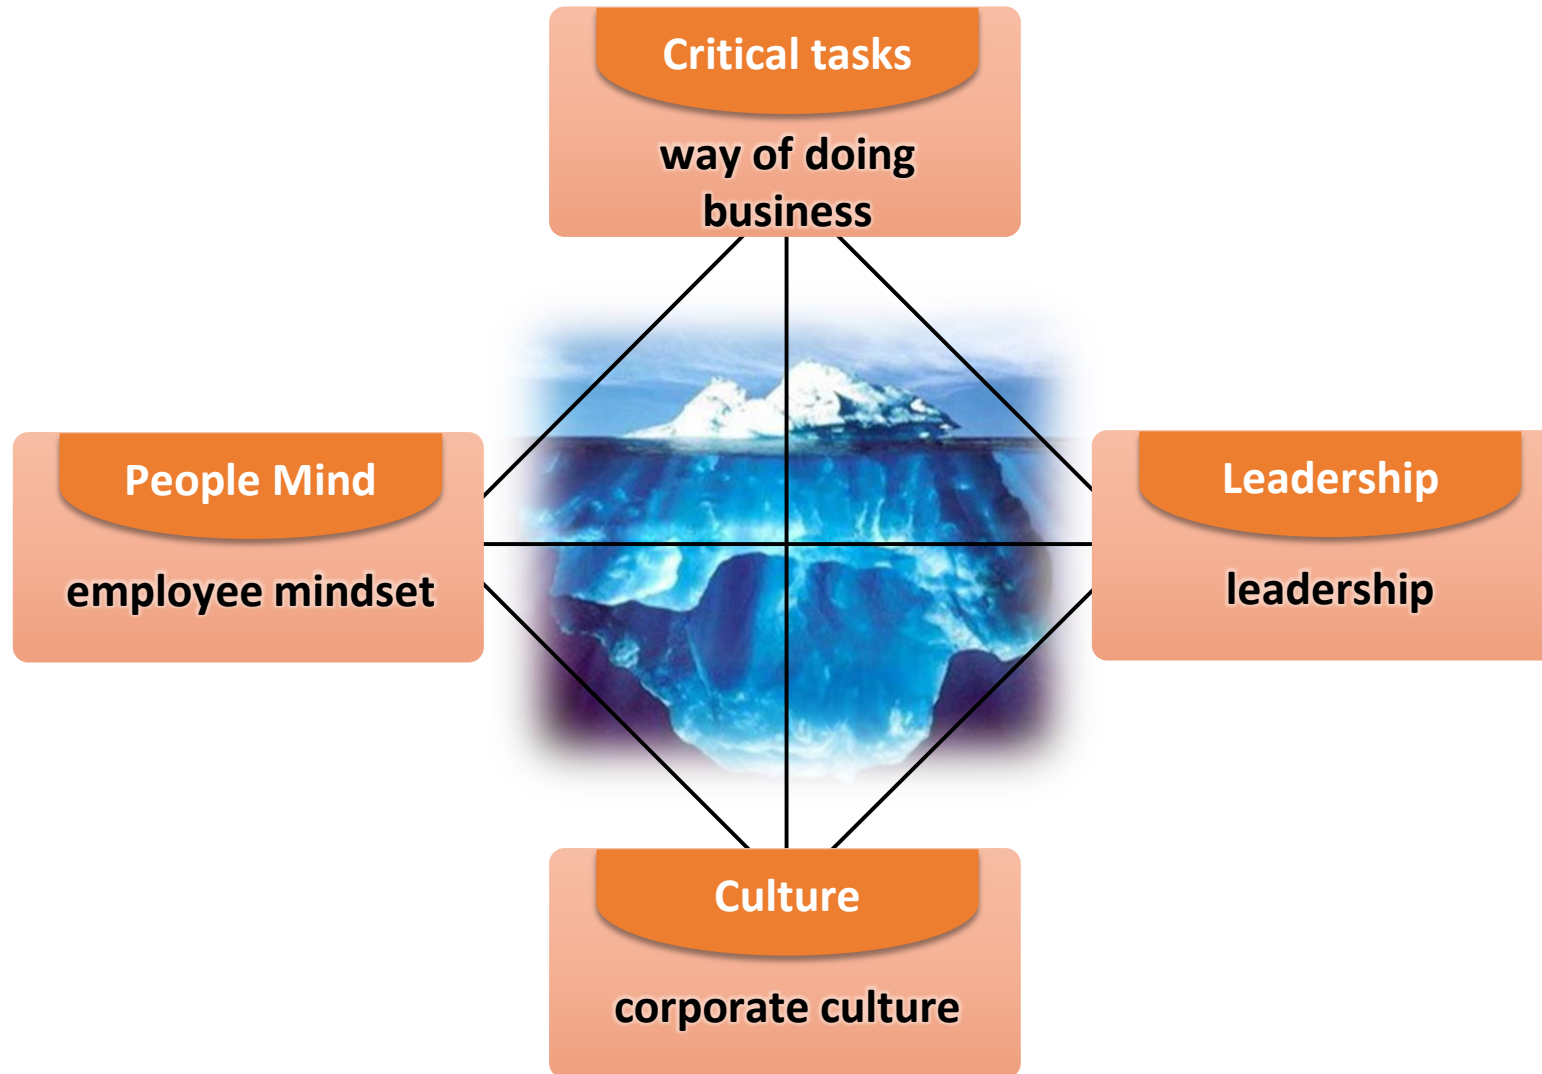 Critical tasks
way of doing
business
People Mind
employee mindset
Leadership
leadership
Culture
corporate culture